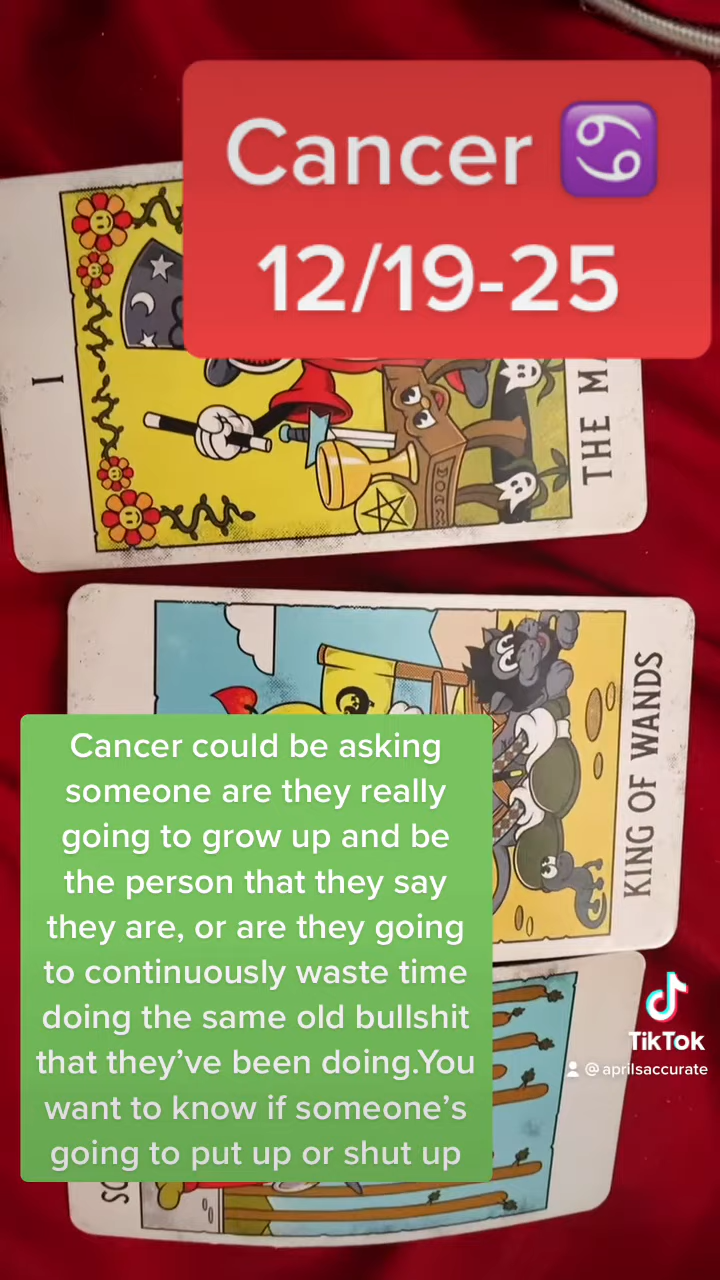 Cancer ♋
12/19-25
I
THE
KING OF WANDS
Cancer could be asking
someone are they really
going to grow up and be
the person that they say
they are, or are they going
to continuously waste time
doing the same old bullshit
that they’ve been doing.You
want to know if someone’s
going to put up or shut up
TikTok
@aprilsaccurate